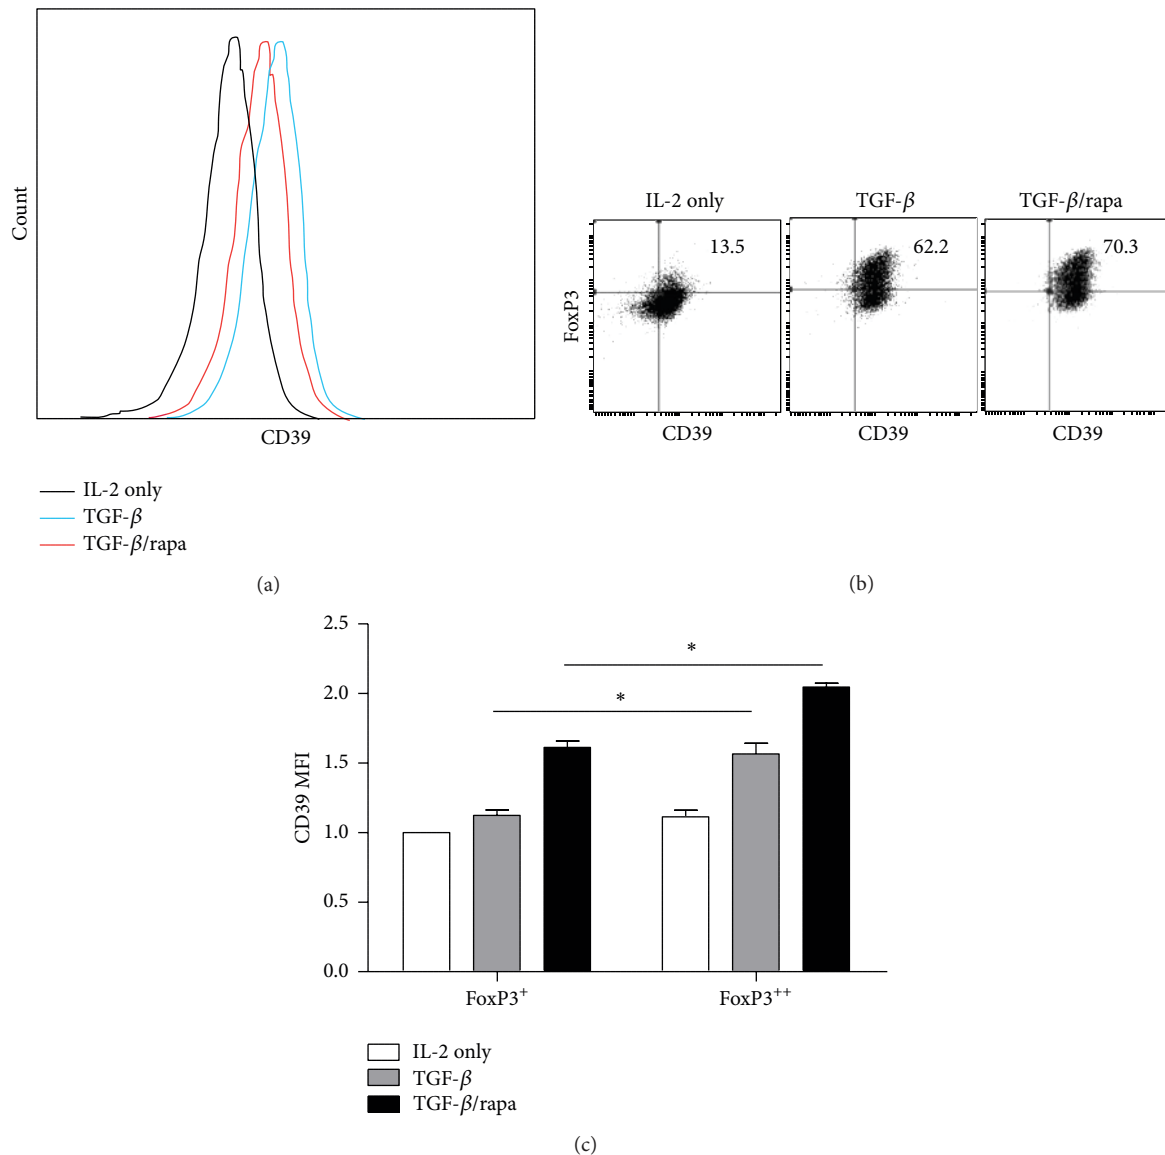 Count
CD39
IL-2 only
TGF-β
TGF-β/rapa
(a)
IL-2 only
TGF-β
TGF-β/rapa
13.5
62.2
70.3
FoxP3
CD39
CD39
CD39
(b)
2.5
2.0
1.5
1.0
0.5
0.0
CD39 MFI
*
*
FoxP3⁺
FoxP3⁺⁺
IL-2 only
TGF-β
TGF-β/rapa
(c)